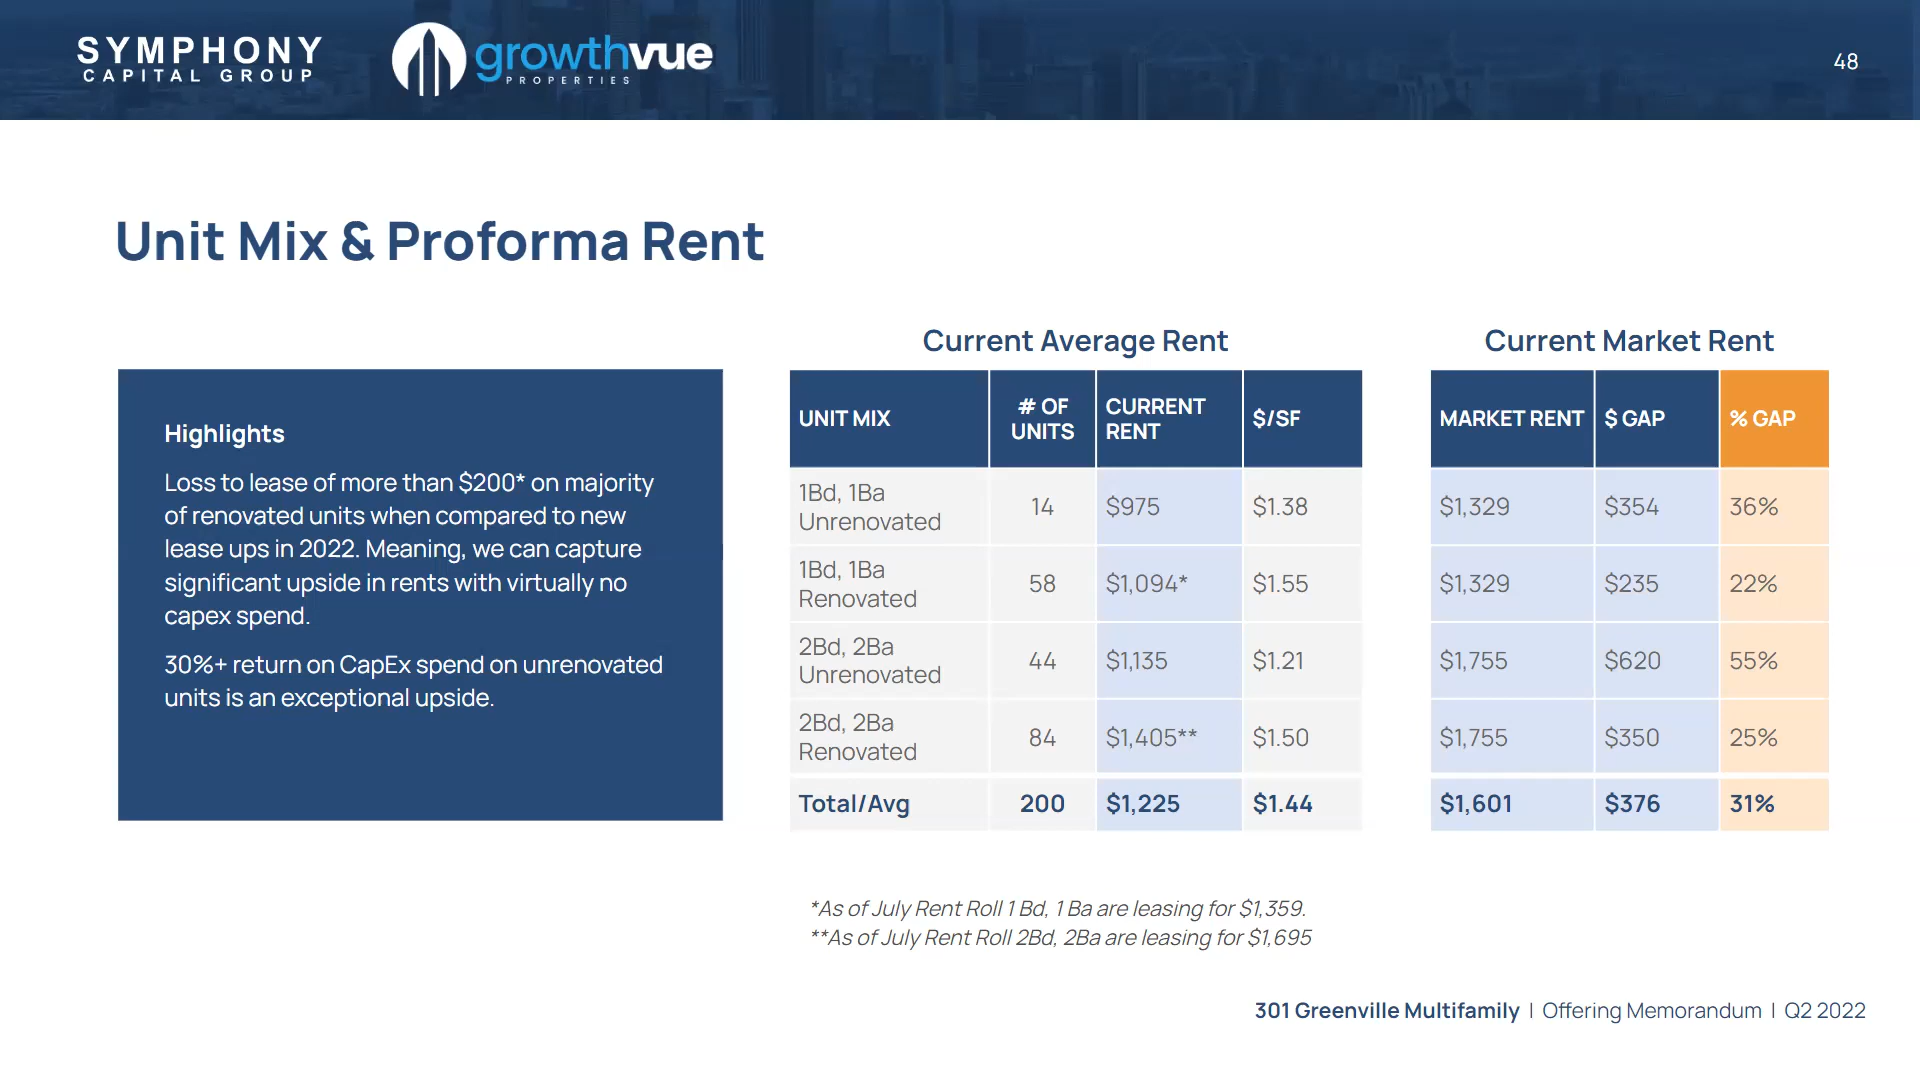 SYMPHONY
CAPITAL GROUP
growthvue
PROPERTIES
48
Unit Mix & Proforma Rent
Highlights
Loss to lease of more than $200* on majority
of renovated units when compared to new
lease ups in 2022. Meaning, we can capture
significant upside in rents with virtually no
capex spend.
30%+ return on CapEx spend on unrenovated
units is an exceptional upside.
Current Average Rent
UNIT MIX # OF UNITS CURRENT RENT $/SF
1Bd, 1Ba Unrenovated 14 $975 $1.38
1Bd, 1Ba Renovated 58 $1,094* $1.55
2Bd, 2Ba Unrenovated 44 $1,135 $1.21
2Bd, 2Ba Renovated 84 $1,405** $1.50
Total/Avg 200 $1,225 $1.44
Current Market Rent
MARKET RENT $ GAP % GAP
$1,329 $354 36%
$1,329 $235 22%
$1,755 $620 55%
$1,755 $350 25%
$1,601 $376 31%
*As of July Rent Roll 1 Bd, 1 Ba are leasing for $1,359.
**As of July Rent Roll 2Bd, 2Ba are leasing for $1,695
301 Greenville Multifamily | Offering Memorandum | Q2 2022